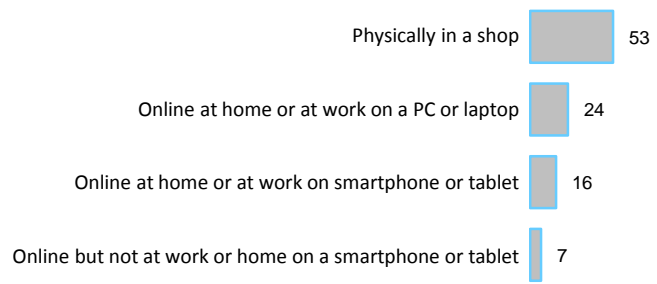 Physically in a shop 53
Online at home or at work on a PC or laptop 24
Online at home or at work on smartphone or tablet 16
Online but not at work or home on a smartphone or tablet 7